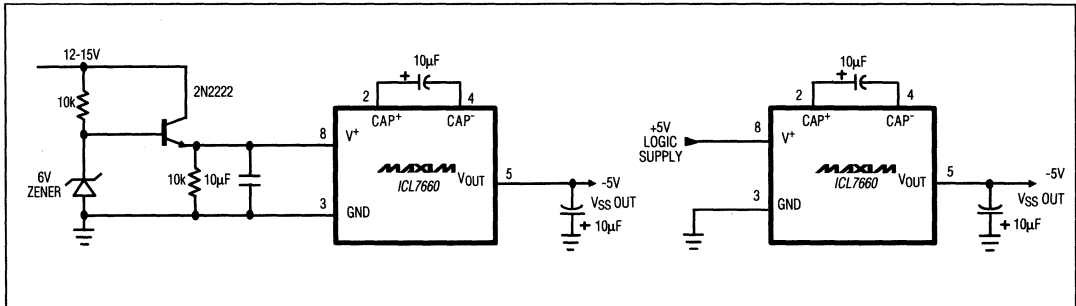 12-15V
2N2222
10k
6V
ZENER
10k
10µF
10µF
+
2
4
CAP+
CAP-
8
V+
MAXIM
ICL7660
VOUT
5
-5V
VSS OUT
3
GND
+ 10µF
10µF
+
2
4
CAP+
CAP-
+5V
LOGIC
SUPPLY
8
V+
MAXIM
ICL7660
VOUT
5
-5V
VSS OUT
3
GND
+ 10µF